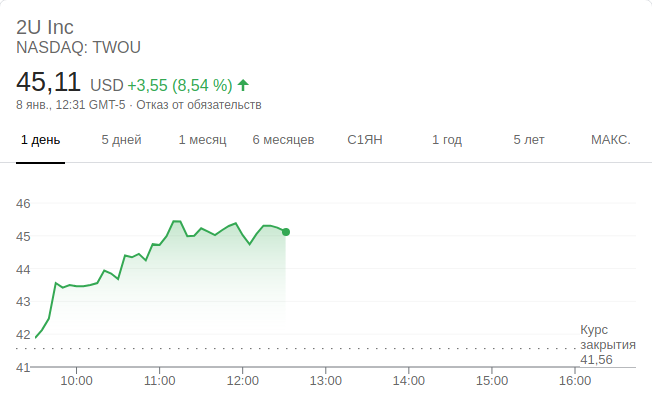 2U Inc
NASDAQ: TWOU
45,11 USD +3,55 (8,54 %) ↑
8 янв., 12:31 GMT-5 · Отказ от обязательств
1 день 5 дней 1 месяц 6 месяцев С1ЯН 1 год 5 лет МАКС.
46
45
44
43
42
41
Курс
закрытия
41,56
10:00 11:00 12:00 13:00 14:00 15:00 16:00